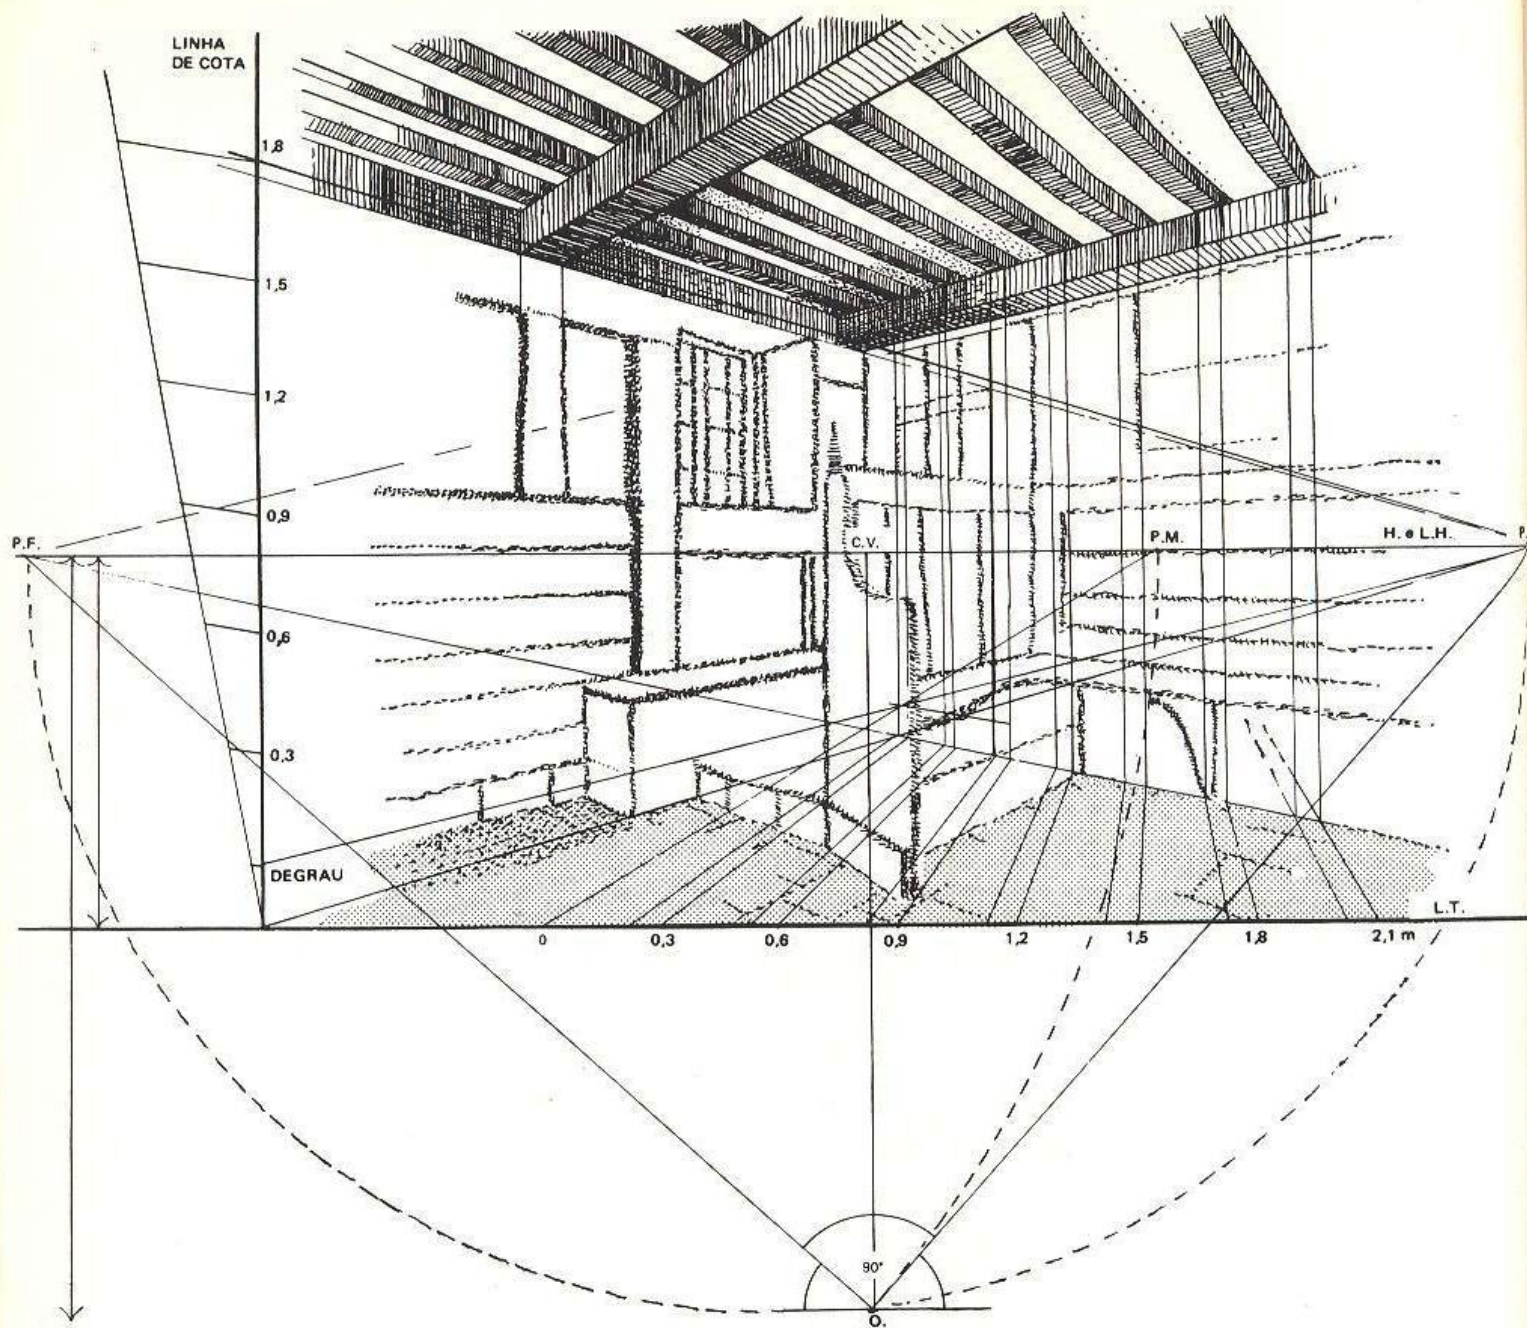 LINHA
DE COTA
1,8
1,5
1,2
0,9
P.F.
C.V.
P.M.
H. e L.H.
P.
0,6
0,3
DEGRAU
L.T.
0
0,3
0,6
0,9
1,2
1,5
1,8
2,1 m
90°
O.